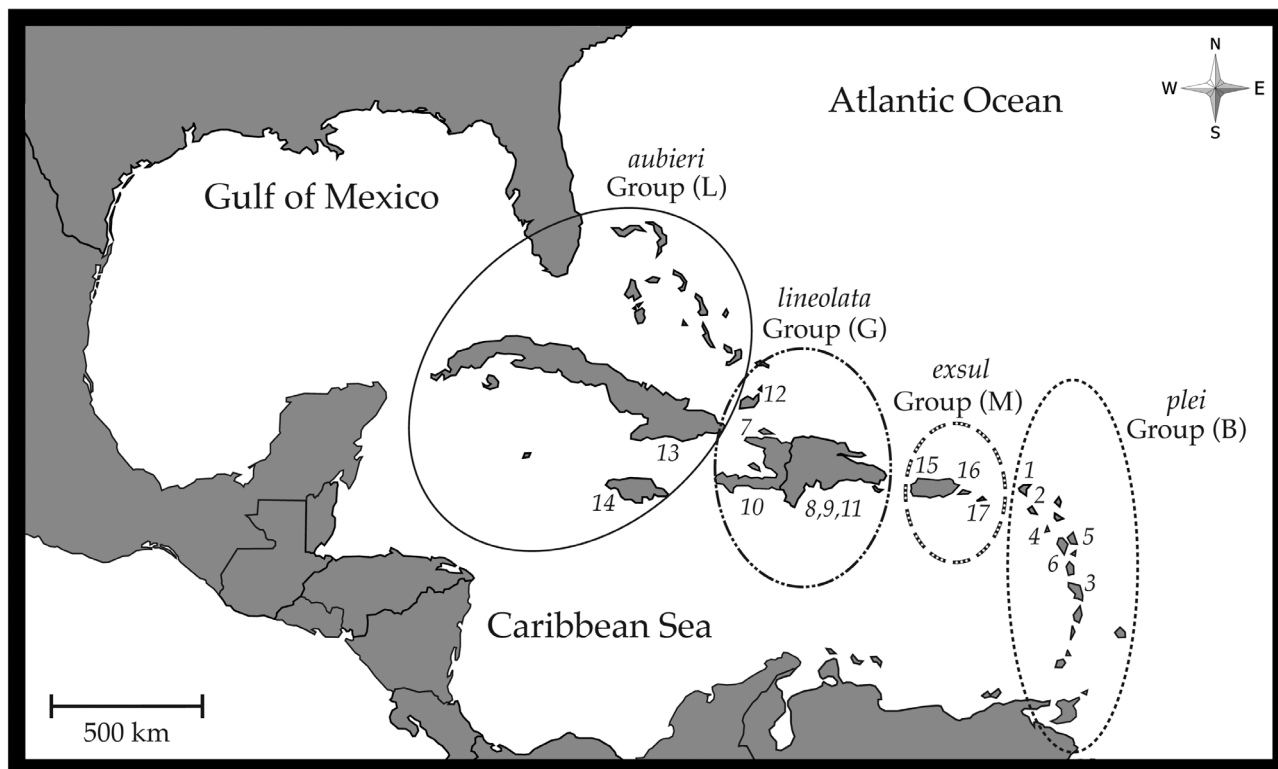 N
W E
S
Atlantic Ocean
aubieri
Group (L)
Gulf of Mexico
lineolata
Group (G)
exsul
Group (M)
plei
Group (B)
12
7
13
14
10
8,9,11
15
16
17
1
2
4
5
6
3
Caribbean Sea
500 km